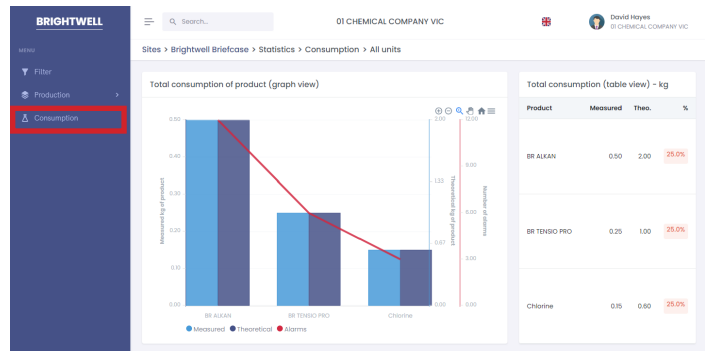 BRIGHTWELL
Search...
01 CHEMICAL COMPANY VIC
David Hayes
01 CHEMICAL COMPANY VIC
MENU
Filter
Production
Consumption
Sites > Brightwell Briefcase > Statistics > Consumption > All units
Total consumption of product (graph view)
0.50
0.40
0.30
0.20
0.10
0.00
Measured kg of product
2.00
1.33
0.67
0.00
Theoretical kg of product
12.00
9.00
6.00
3.00
0.00
Number of alarms
BR ALKAN BR TENSIO PRO Chlorine
Measured Theoretical Alarms
Total consumption (table view) - kg
Product Measured Theo. %
BR ALKAN 0.50 2.00 25.0%
BR TENSIO PRO 0.25 1.00 25.0%
Chlorine 0.15 0.60 25.0%